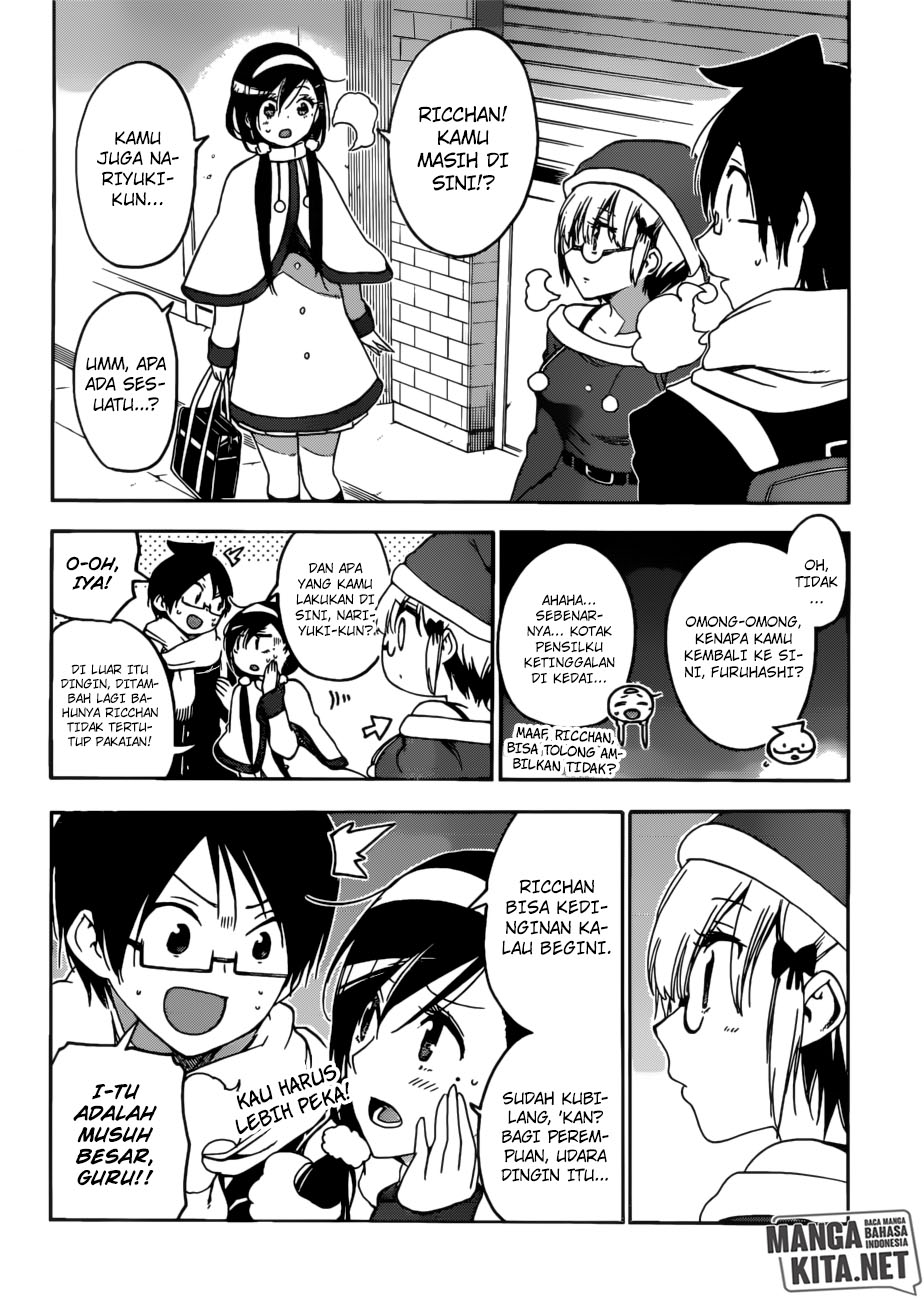 RICCHAN!
KAMU
MASIH DI
SINI!?
KAMU
JUGA NA-
RIYUKI-
KUN...
UMM, APA
ADA SES-
UATU...?
OH,
TIDAK
...
OMONG-OMONG,
KENAPA KAMU
KEMBALI KE SI-
NI, FURUHASHI?
AHAHA...
SEBENAR-
NYA... KOTAK
PENSILKU
KETINGGALAN
DI KEDAI...
MAAF, RICCHAN,
BISA TOLONG AM-
BILKAN TIDAK?
DAN APA
YANG KAMU
LAKUKAN DI
SINI, NARI-
YUKI-KUN?
O-OH,
IYA!
DI LUAR ITU
DINGIN, DITAM-
BAH LAGI BA-
HUNYA RICCHAN
TIDAK TERTU-
TUP PAKAIAN!
RICCHAN
BISA KEDI-
NGINAN KA-
LAU BEGINI.
SUDAH KUBI-
LANG, 'KAN?
BAGI PEREM-
PUAN, UDARA
DINGIN ITU...
KAU HARUS
LEBIH PEKA!
I-TU
ADALAH
MUSUH
BESAR,
GURU!!
MANGA
KITA.NET
BACA MANGA
BAHASA
INDONESIA